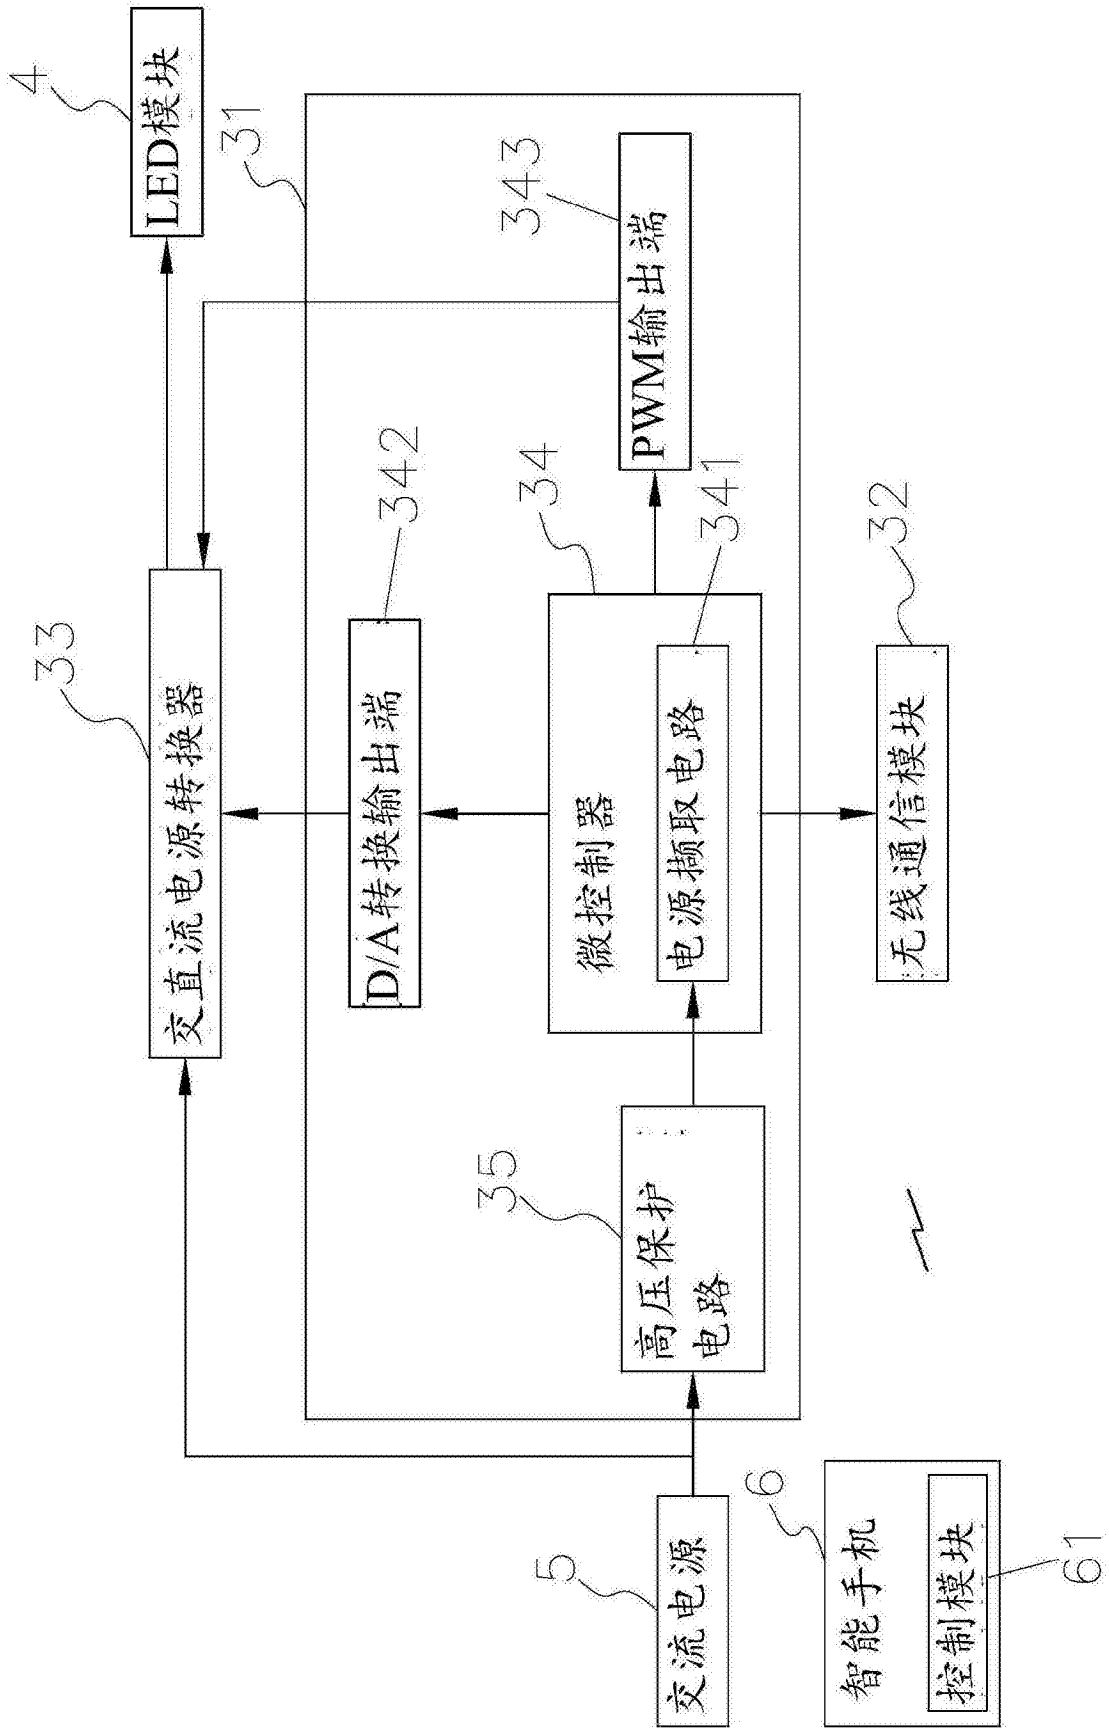 4
LED模块
33
交直流电源转换器
31
342
D/A转换输出端
343
PWM输出端
34
微控制器
341
电源撷取电路
35
高压保护
电路
32
无线通信模块
5
交流电源
6
智能手机
控制模块
61